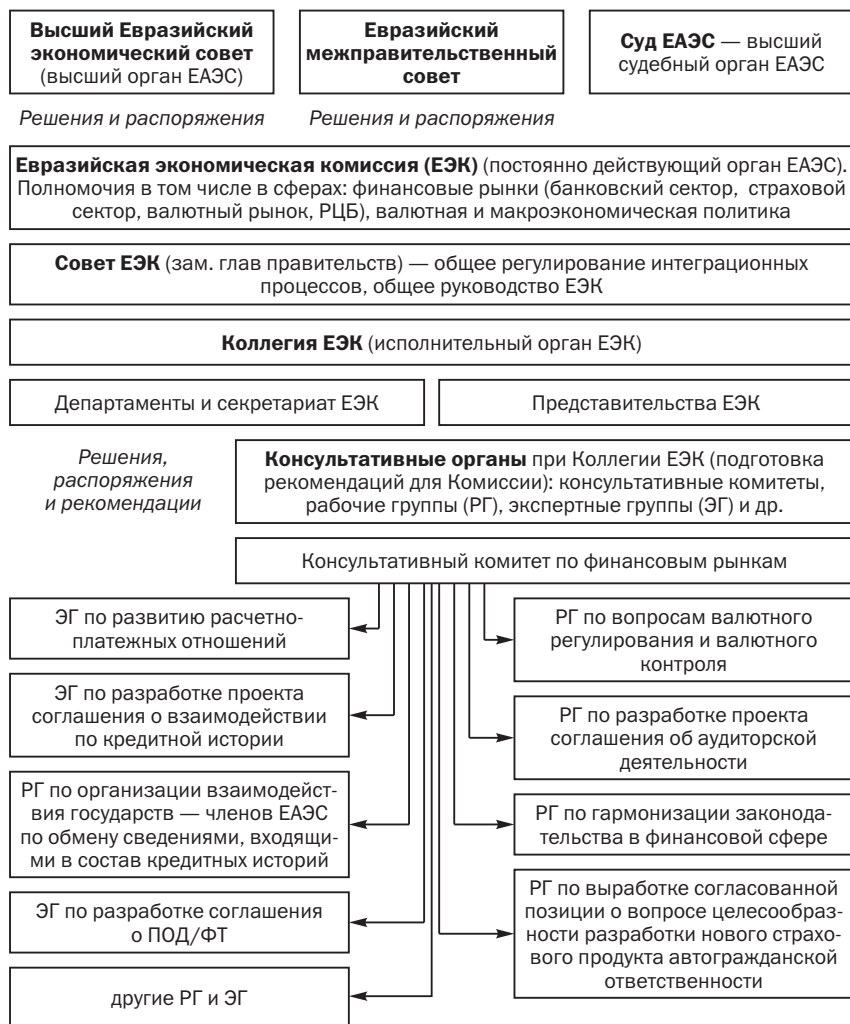 Высший Евразийский
экономический совет
(высший орган ЕАЭС)
Евразийский
межправительственный
совет
Суд ЕАЭС — высший
судебный орган ЕАЭС
Решения и распоряжения
Решения и распоряжения
Евразийская экономическая комиссия (ЕЭК) (постоянно действующий орган ЕАЭС).
Полномочия в том числе в сферах: финансовые рынки (банковский сектор, страховой
сектор, валютный рынок, РЦБ), валютная и макроэкономическая политика
Совет ЕЭК (зам. глав правительств) — общее регулирование интеграционных
процессов, общее руководство ЕЭК
Коллегия ЕЭК (исполнительный орган ЕЭК)
Департаменты и секретариат ЕЭК
Представительства ЕЭК
Решения,
распоряжения
и рекомендации
Консультативные органы при Коллегии ЕЭК (подготовка
рекомендаций для Комиссии): консультативные комитеты,
рабочие группы (РГ), экспертные группы (ЭГ) и др.
Консультативный комитет по финансовым рынкам
ЭГ по развитию расчетно-
платежных отношений
ЭГ по разработке проекта
соглашения о взаимодействии
по кредитной истории
РГ по организации взаимодейст-
вия государств — членов ЕАЭС
по обмену сведениями, входящи-
ми в состав кредитных историй
ЭГ по разработке соглашения
о ПОД/ФТ
другие РГ и ЭГ
РГ по вопросам валютного
регулирования и валютного
контроля
РГ по разработке проекта
соглашения об аудиторской
деятельности
РГ по гармонизации законода-
тельства в финансовой сфере
РГ по выработке согласованной
позиции о вопросе целесообраз-
ности разработки нового страхо-
вого продукта автогражданской
ответственности